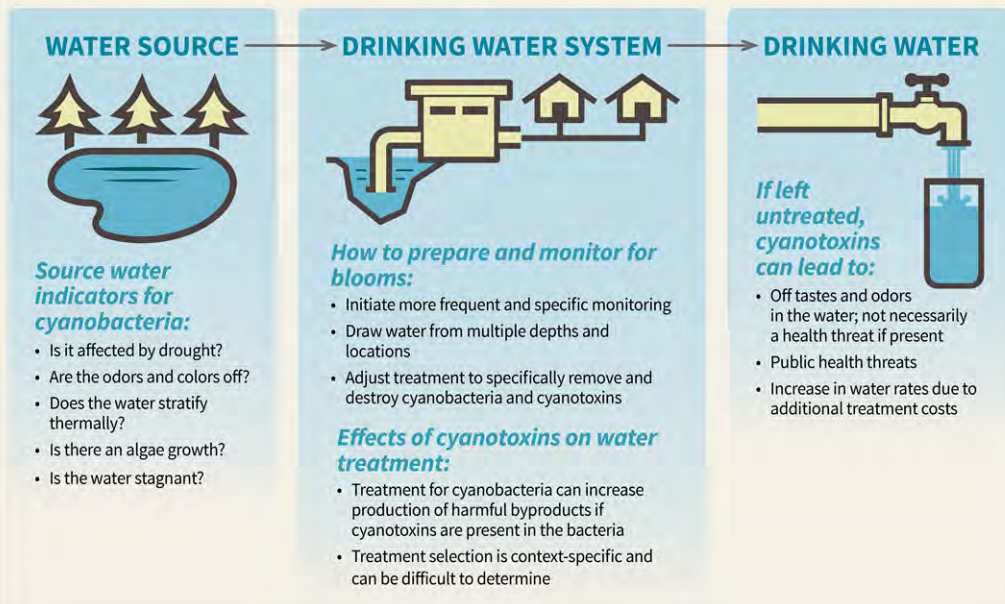 WATER SOURCE
Source water
indicators for
cyanobacteria:
• Is it affected by drought?
• Are the odors and colors off?
• Does the water stratify
thermally?
• Is there an algae growth?
• Is the water stagnant?
DRINKING WATER SYSTEM
How to prepare and monitor for
blooms:
• Initiate more frequent and specific monitoring
• Draw water from multiple depths and
locations
• Adjust treatment to specifically remove and
destroy cyanobacteria and cyanotoxins
Effects of cyanotoxins on water
treatment:
• Treatment for cyanobacteria can increase
production of harmful byproducts if
cyanotoxins are present in the bacteria
• Treatment selection is context-specific and
can be difficult to determine
DRINKING WATER
If left
untreated,
cyanotoxins
can lead to:
• Off tastes and odors
in the water; not necessarily
a health threat if present
• Public health threats
• Increase in water rates due to
additional treatment costs